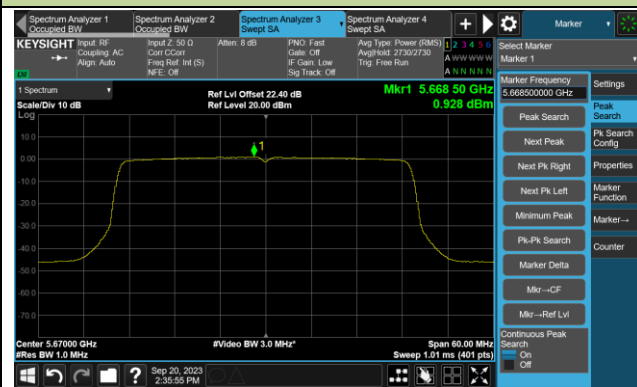 Spectrum Analyzer 1
Occupied BW
Spectrum Analyzer 2
Occupied BW
Spectrum Analyzer 3
Swept SA
Spectrum Analyzer 4
Swept SA
Marker
KEYSIGHT
Input: RF
Coupling: AC
Align: Auto
Input Z: 50 Ω
Corr CCorr
Freq Ref: Int (S)
NFE: Off
Atten: 8 dB
PNO: Fast
Gate: Off
IF Gain: Low
Sig Track: Off
Avg Type: Power (RMS)
Avg|Hold: 2730/2730
Trig: Free Run
1 2 3 4 5 6
A W W W W W
A N N N N N
Select Marker
Marker 1
1 Spectrum
Scale/Div 10 dB
Log
Ref Lvl Offset 22.40 dB
Ref Level 20.00 dBm
Mkr1 5.668 50 GHz
0.928 dBm
10.0
0.00
-10.0
-20.0
-30.0
-40.0
-50.0
-60.0
-70.0
1
Center 5.67000 GHz
#Res BW 1.0 MHz
#Video BW 3.0 MHz*
Span 60.00 MHz
Sweep 1.01 ms (401 pts)
Marker Frequency
5.668500000 GHz
Peak Search
Next Peak
Next Pk Right
Next Pk Left
Minimum Peak
Pk-Pk Search
Marker Delta
Mkr→CF
Mkr→Ref Lvl
Continuous Peak
Search
On
Off
Settings
Peak
Search
Pk Search
Config
Properties
Marker
Function
Marker→
Counter
Sep 20, 2023
2:35:55 PM